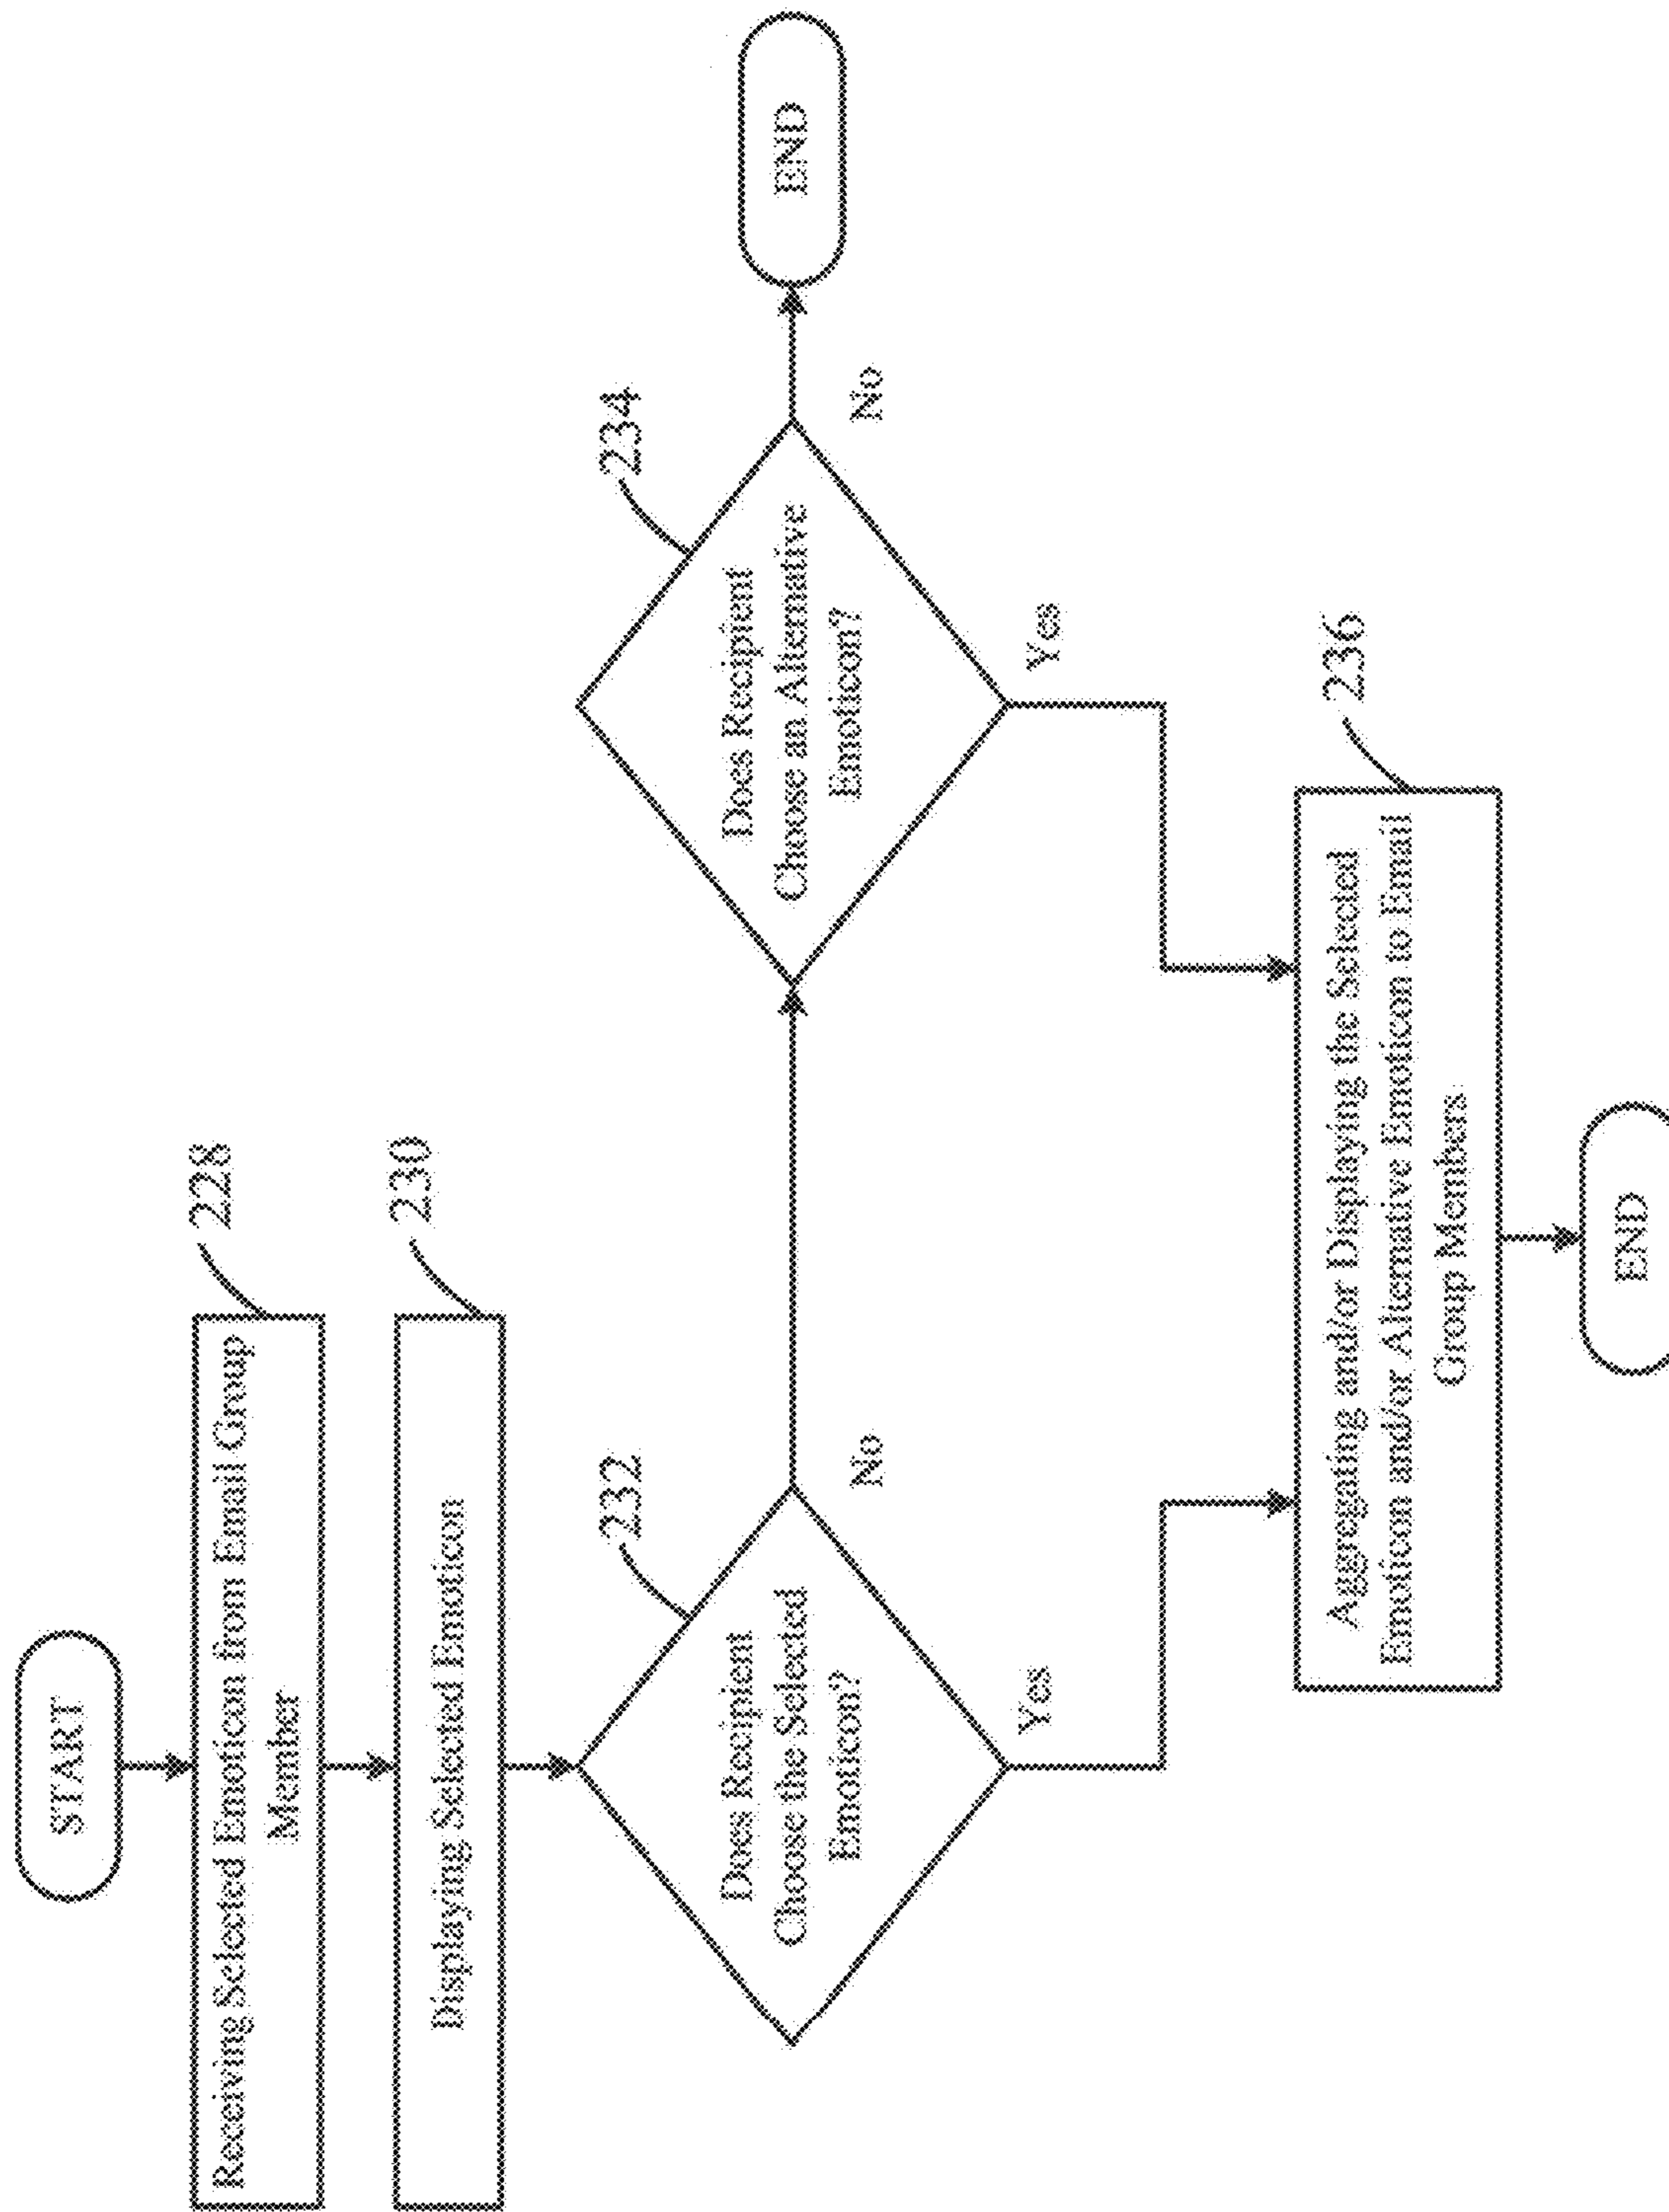 START
228
Receiving Selected Emoticon from Email Group
Member
230
Displaying Selected Emoticon
232
Does Recipient
Choose the Selected
Emoticon?
No
Yes
234
Does Recipient
Choose an Alternative
Emoticon?
No
END
Yes
236
Aggregating and/or Displaying the Selected
Emoticon and/or Alternative Emoticon to Email
Group Members
END